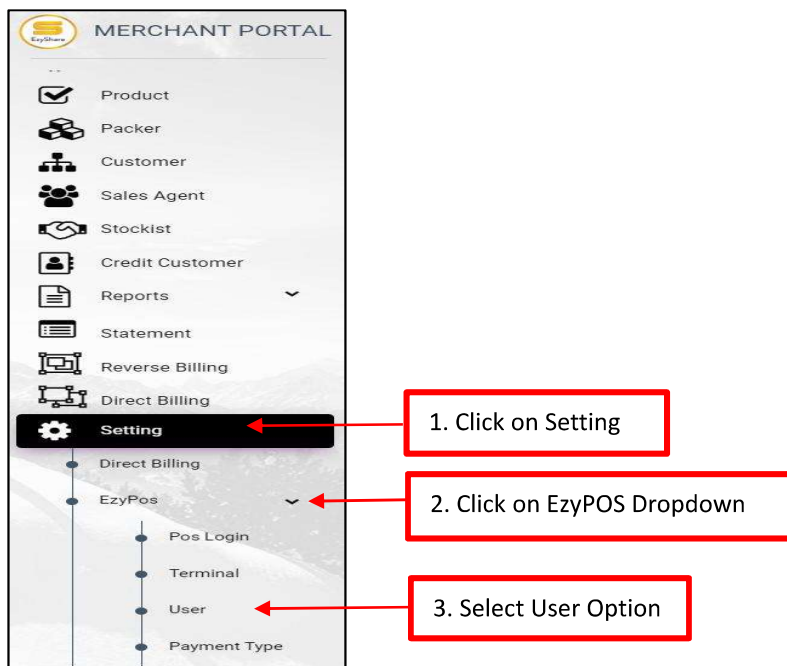 EzyShare
MERCHANT PORTAL
Product
Packer
Customer
Sales Agent
Stockist
Credit Customer
Reports
Statement
Reverse Billing
Direct Billing
Setting
1. Click on Setting
Direct Billing
EzyPos
2. Click on EzyPOS Dropdown
Pos Login
Terminal
User
3. Select User Option
Payment Type